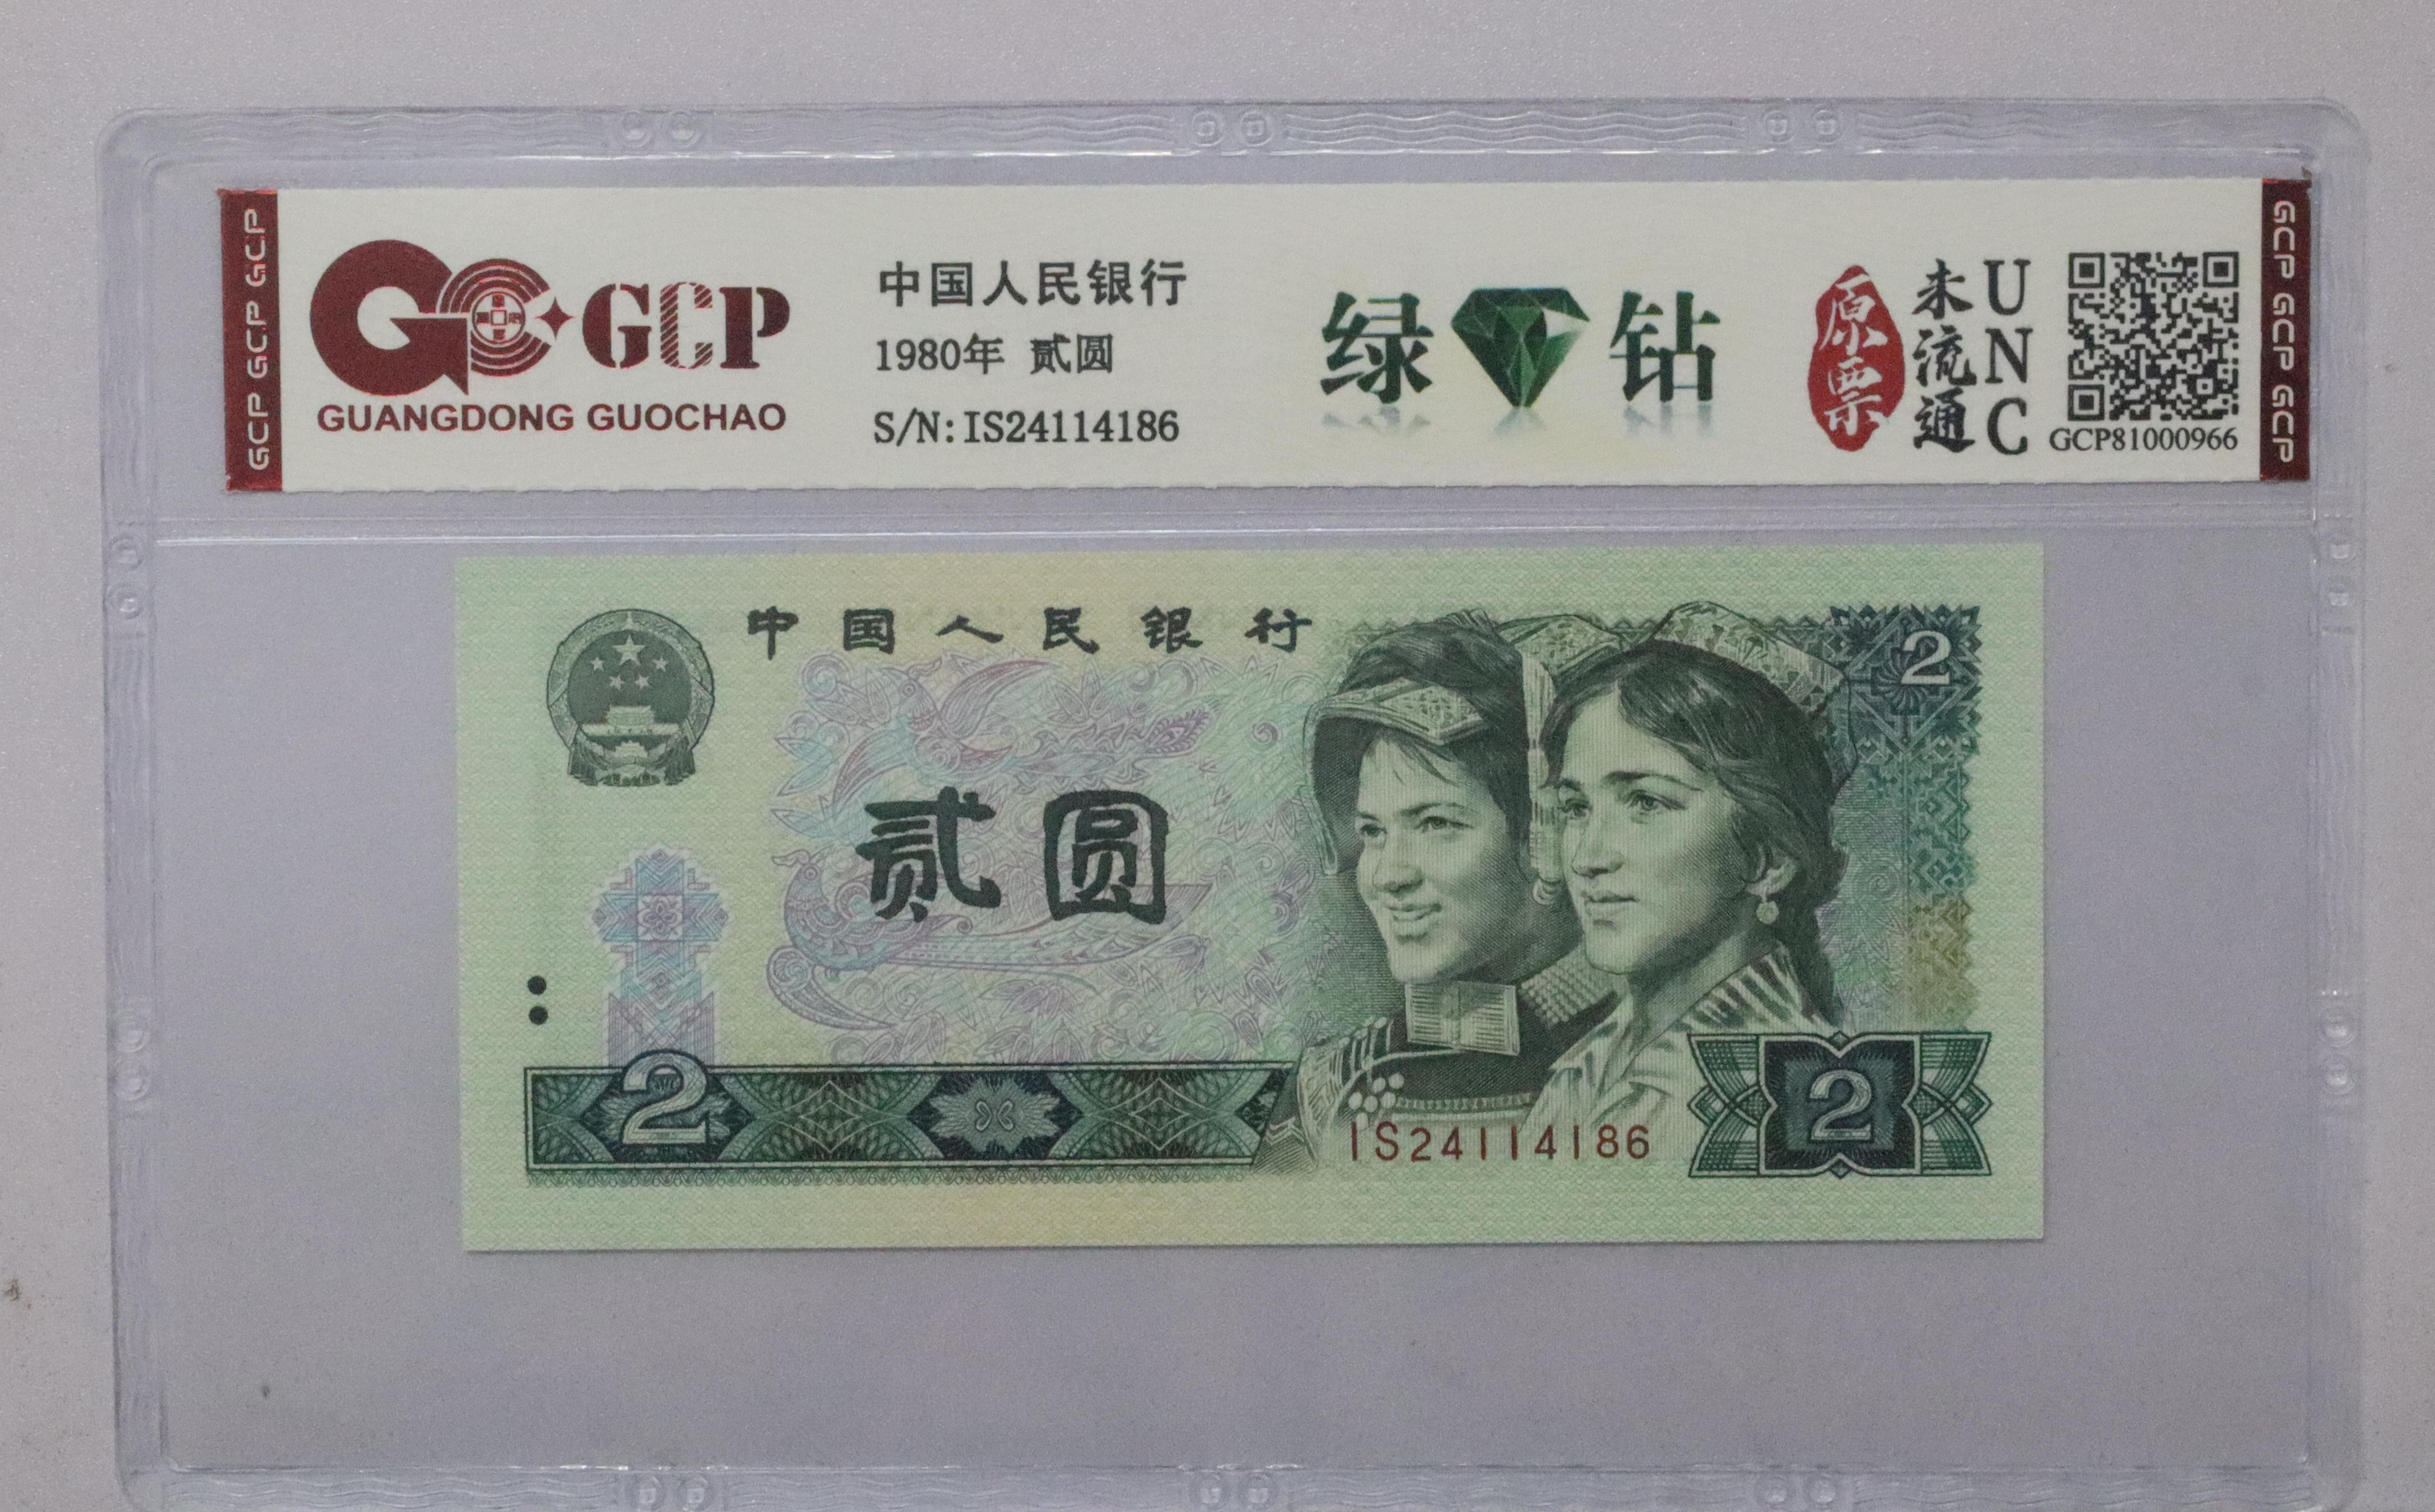 GCP GCP GCP
GCP
GUANGDONG GUOCHAO
中国人民银行
1980年 贰圆
S/N:IS24114186
绿钻
原票
未流通
UNC
GCP81000966
GCP GCP GCP
中国人民银行
2
贰圆
2
IS24114186
2